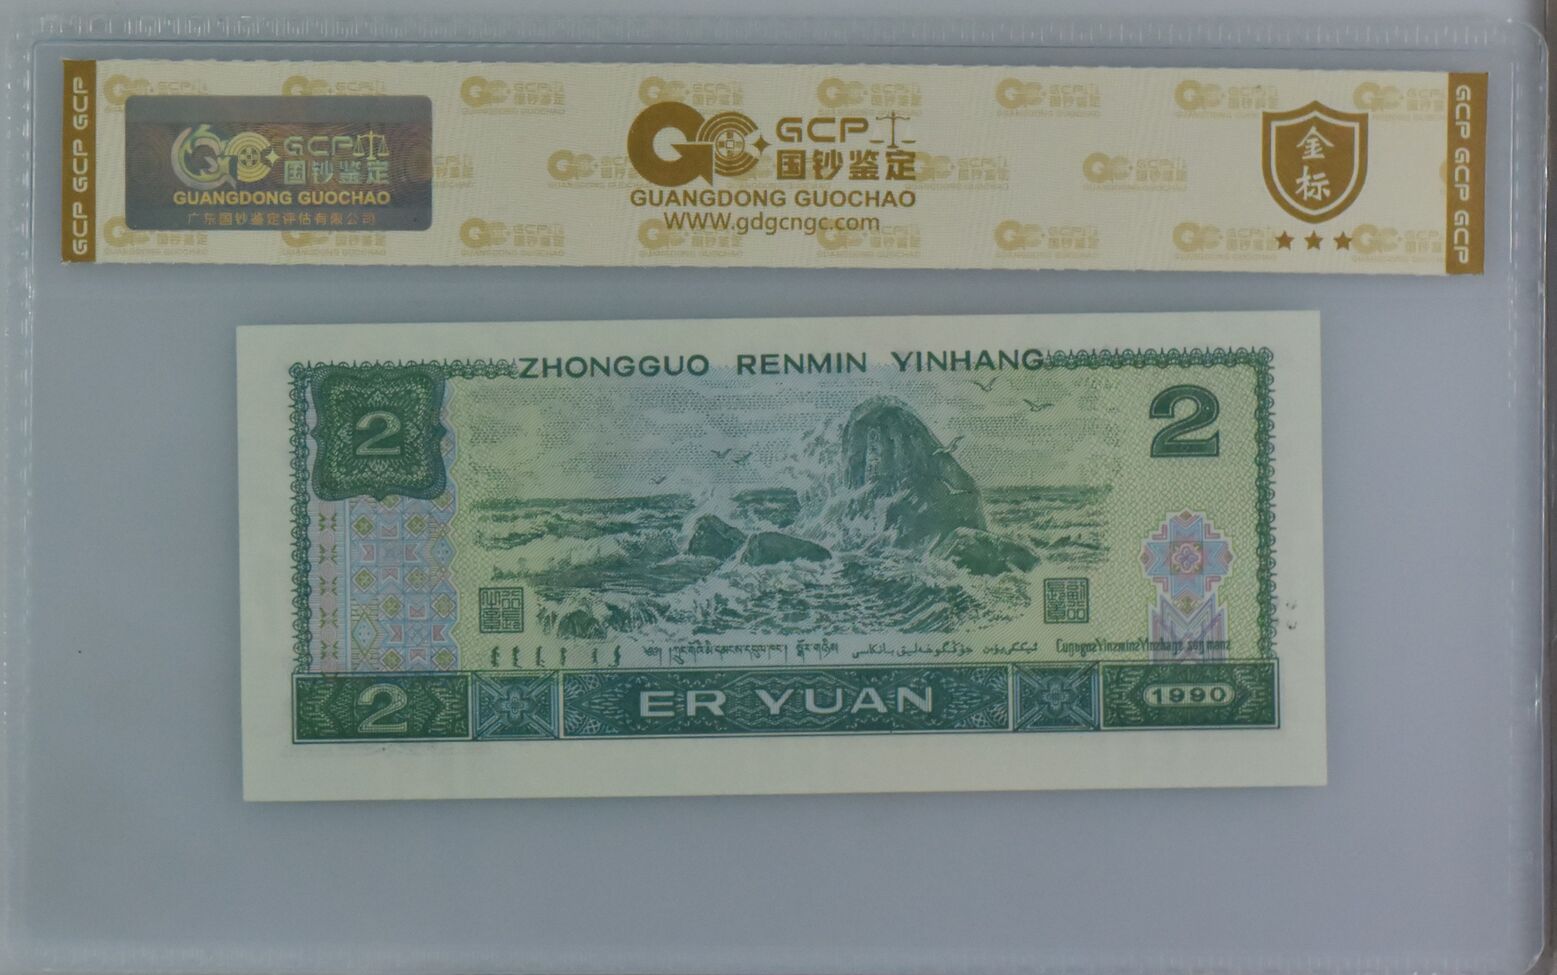 GCP GCP GCP
GCP
国钞鉴定
GUANGDONG GUOCHAO
广东国钞鉴定评估有限公司
GCP
国钞鉴定
GUANGDONG GUOCHAO
WWW.gdgcngc.com
金标
GCP GCP GCP
ZHONGGUO RENMIN YINHANG
2
2
2
ER YUAN
1990